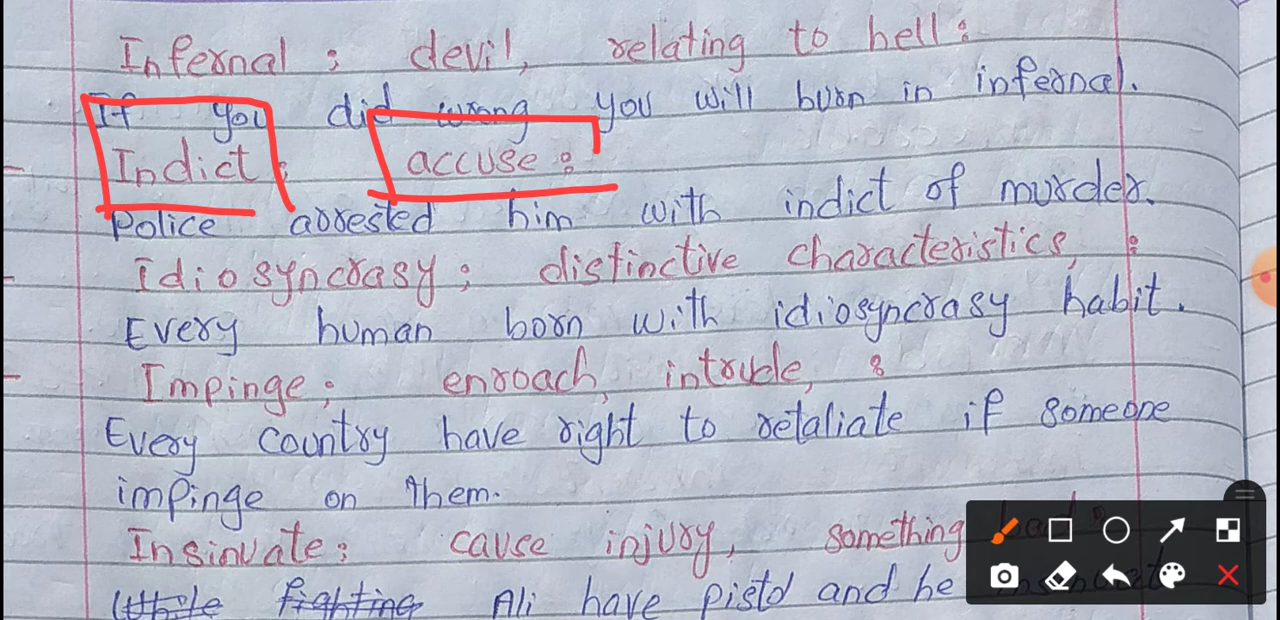 Infernal : devil, relating to hell :
If you did wrong you will burn in infernal.
Indict : accuse :
Police arrested him with indict of murder.
Idiosyncrasy : distinctive characteristics, :
Every human born with idiosyncrasy habit.
Impinge : enroach, intrude, :
Every country have right to retaliate if someone
impinge on them.
Insinuate : cause injury, something
While fighting Ali have pistol and he